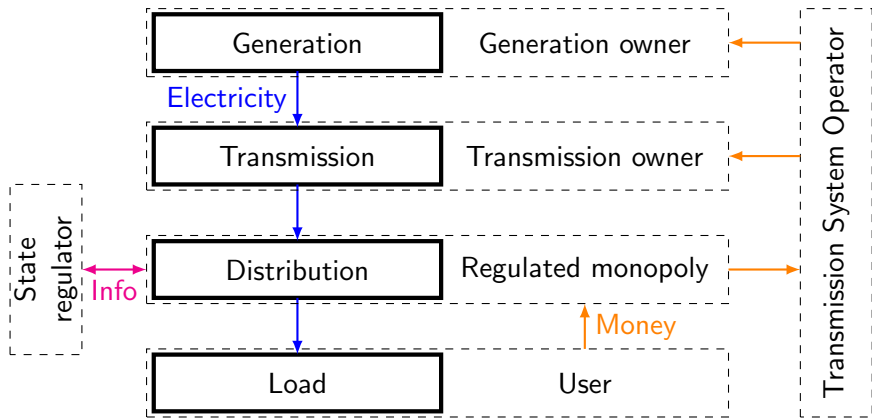 Generation
Generation owner
Electricity
Transmission
Transmission owner
State
regulator
Info
Distribution
Regulated monopoly
Money
Load
User
Transmission System Operator